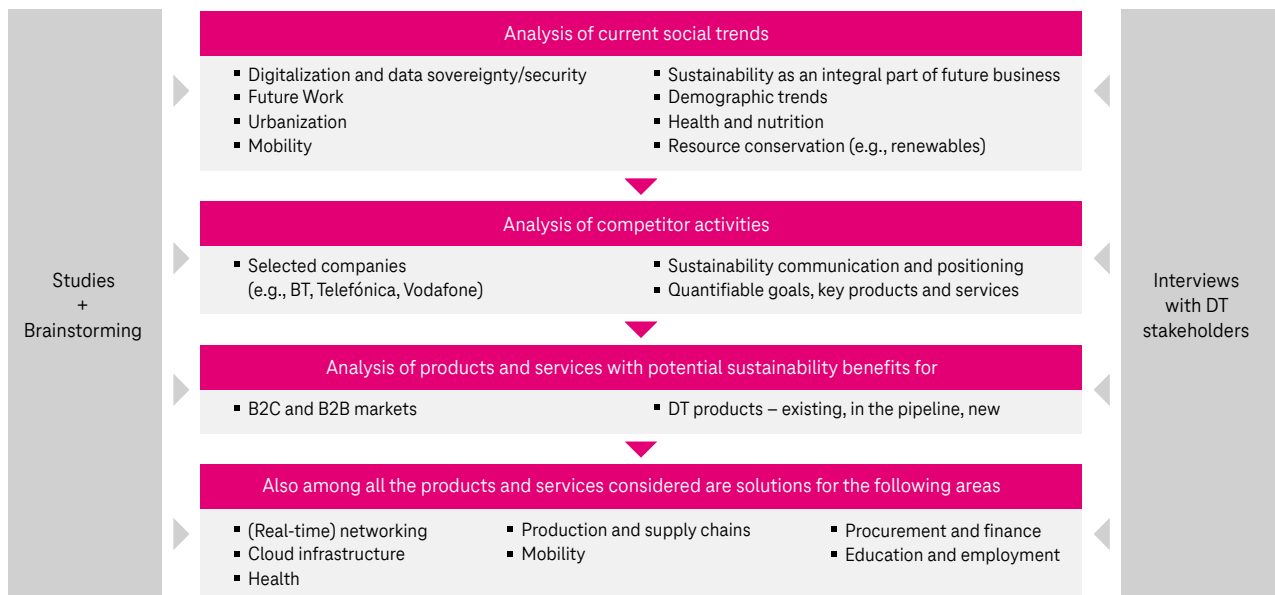 Studies
+
Brainstorming
Analysis of current social trends
▪ Digitalization and data sovereignty/security
▪ Future Work
▪ Urbanization
▪ Mobility
▪ Sustainability as an integral part of future business
▪ Demographic trends
▪ Health and nutrition
▪ Resource conservation (e.g., renewables)
Analysis of competitor activities
▪ Selected companies
(e.g., BT, Telefónica, Vodafone)
▪ Sustainability communication and positioning
▪ Quantifiable goals, key products and services
Analysis of products and services with potential sustainability benefits for
▪ B2C and B2B markets
▪ DT products – existing, in the pipeline, new
Also among all the products and services considered are solutions for the following areas
▪ (Real-time) networking
▪ Cloud infrastructure
▪ Health
▪ Production and supply chains
▪ Mobility
▪ Procurement and finance
▪ Education and employment
Interviews
with DT
stakeholders